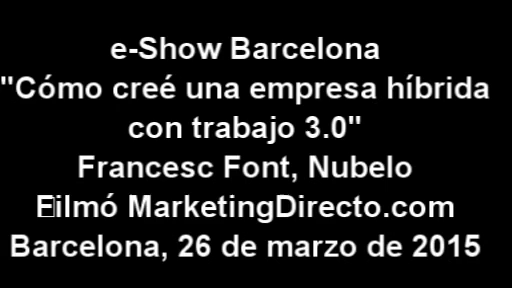 e-Show Barcelona
"Cómo creé una empresa híbrida
con trabajo 3.0"
Francesc Font, Nubelo
Filmó MarketingDirecto.com
Barcelona, 26 de marzo de 2015